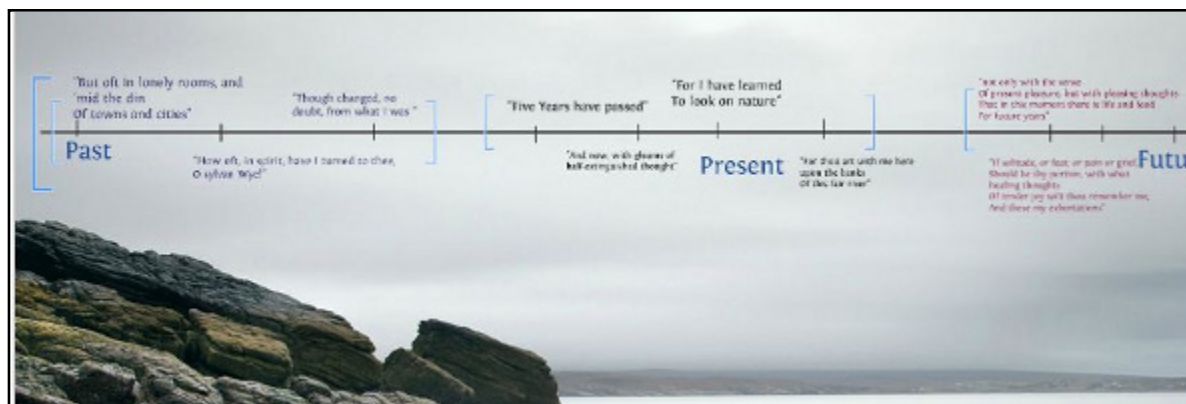 "But oft in lonely rooms, and
'mid the din
Of towns and cities"
"Though changed, no
doubt, from what I was"
Past
"How oft, in spirit, have I turned to thee,
O sylvan Wye!"
"Five Years have passed"
"For I have learned
To look on nature"
"And now, with gleams of
half-extinguished thought"
Present
"For thou art with me here
upon the banks
Of this fair river"
"not only with the sense
Of present pleasure, but with pleasing thoughts
That in this moment there is life and food
For future years"
Futu
"If solitude, or fear, or pain or grief,
Should be thy portion, with what
healing thoughts
Of tender joy wilt thou remember me,
And these my exhortations"